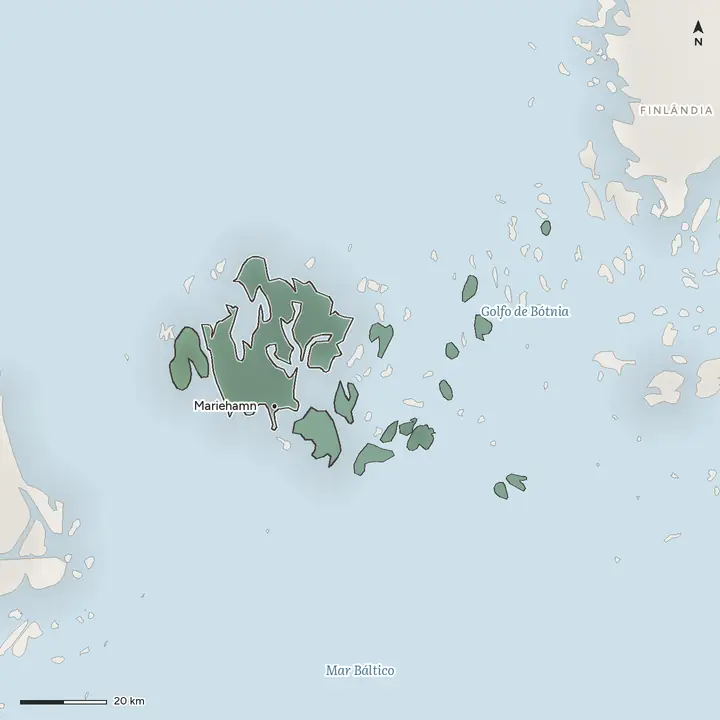 N
FINLÂNDIA
Golfo de Bótnia
Mariehamn
Mar Báltico
20 km